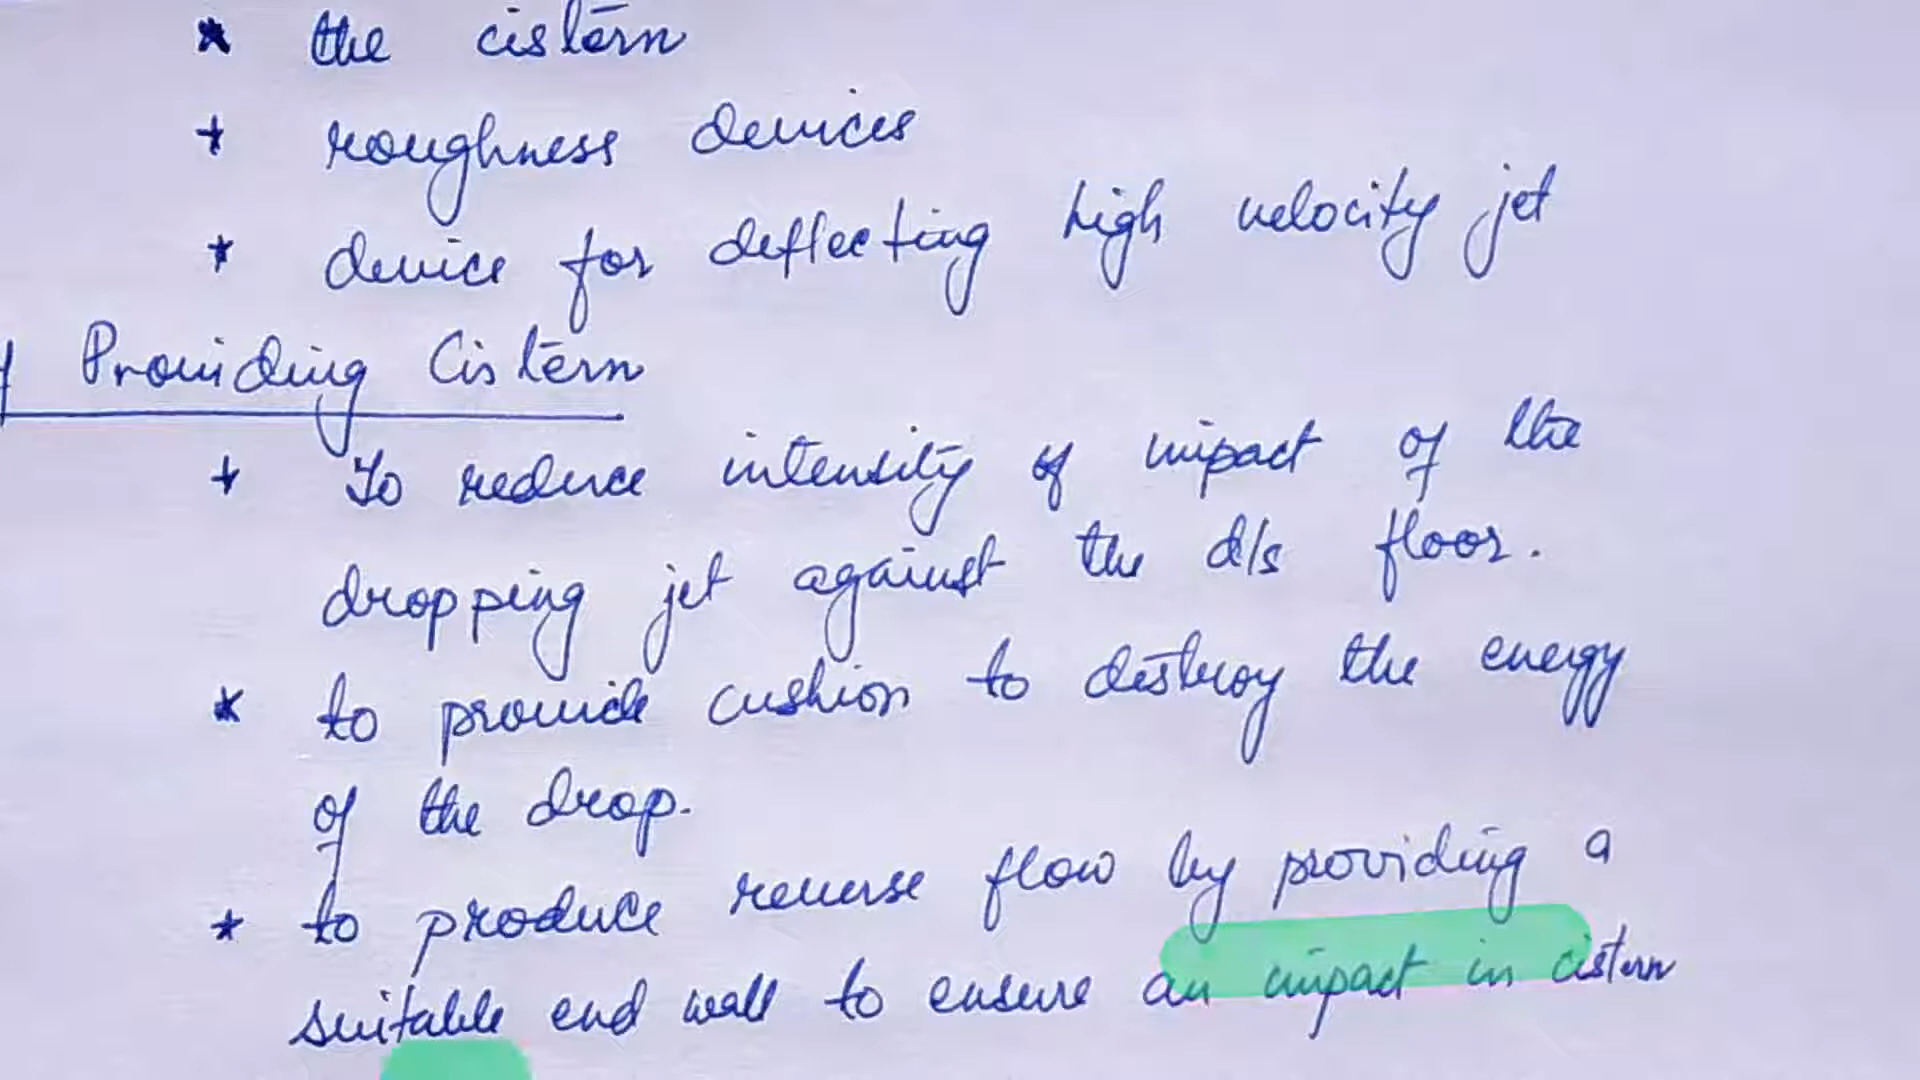 * the cistern
+ roughness devices
* device for deflecting high velocity jet
Providing Cistern
+ To reduce intensity of impact of the
dropping jet against the d/s floor.
* to provide cushion to destroy the energy
of the drop.
* to produce reverse flow by providing a
suitable end wall to ensure an impact in cistern